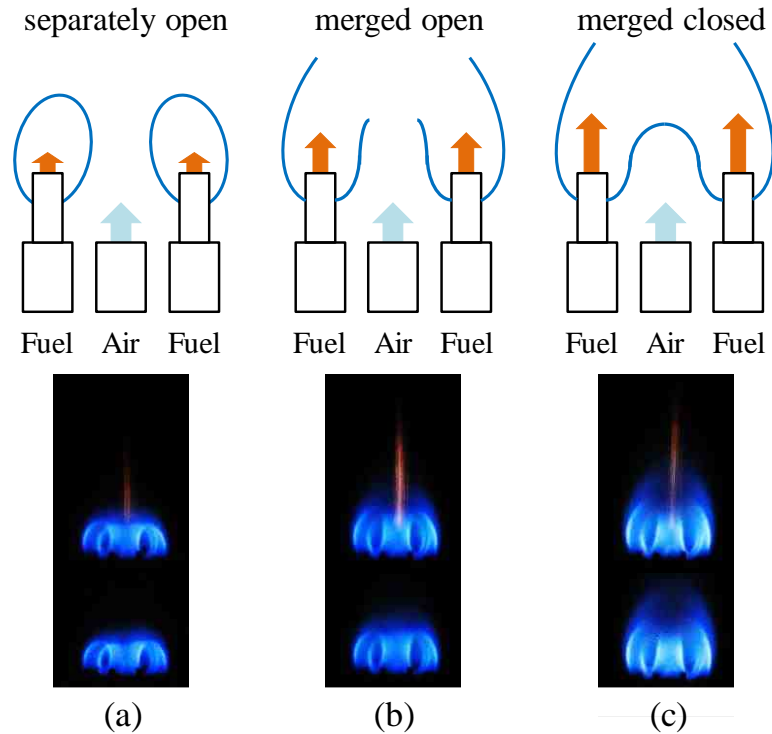 separately open merged open merged closed
Fuel Air Fuel Fuel Air Fuel Fuel Air Fuel
(a) (b) (c)